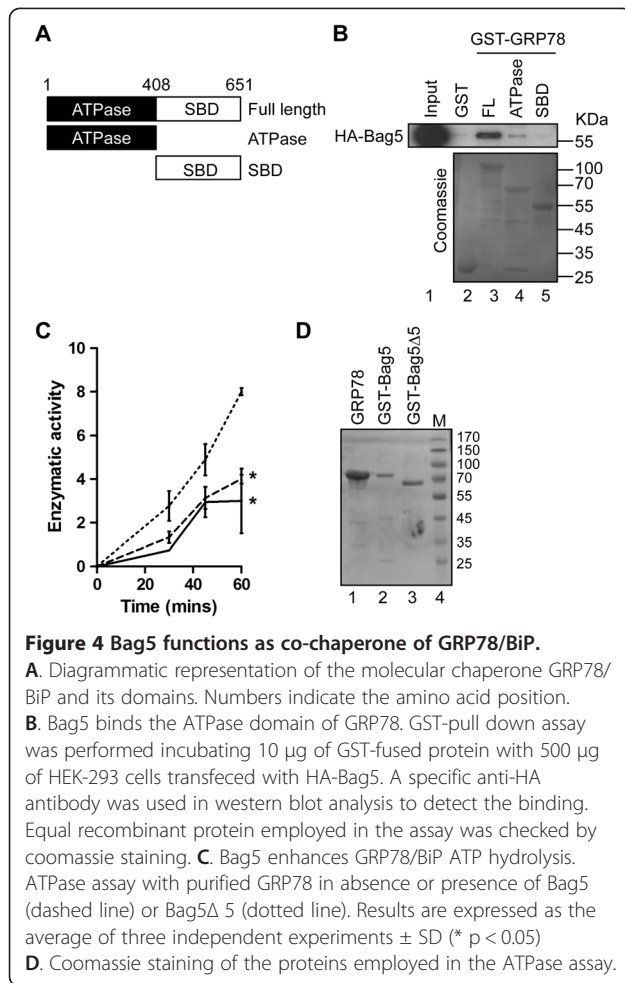 A
1 408 651
ATPase SBD Full length
ATPase ATPase
SBD SBD
B
GST-GRP78
Input GST FL ATPase SBD
KDa
HA-Bag5 55
Coomassie
100
70
55
45
35
25
1 2 3 4 5
C
Enzymatic activity
10
8
6
4
2
0
*
*
0 20 40 60
Time (mins)
D
GRP78 GST-Bag5 GST-Bag5Δ5 M
170
150
100
70
55
45
35
25
1 2 3 4
Figure 4 Bag5 functions as co-chaperone of GRP78/BiP.
A. Diagrammatic representation of the molecular chaperone GRP78/
BiP and its domains. Numbers indicate the amino acid position.
B. Bag5 binds the ATPase domain of GRP78. GST-pull down assay
was performed incubating 10 μg of GST-fused protein with 500 μg
of HEK-293 cells transfeced with HA-Bag5. A specific anti-HA
antibody was used in western blot analysis to detect the binding.
Equal recombinant protein employed in the assay was checked by
coomassie staining. C. Bag5 enhances GRP78/BiP ATP hydrolysis.
ATPase assay with purified GRP78 in absence or presence of Bag5
(dashed line) or Bag5Δ 5 (dotted line). Results are expressed as the
average of three independent experiments ± SD (* p < 0.05)
D. Coomassie staining of the proteins employed in the ATPase assay.